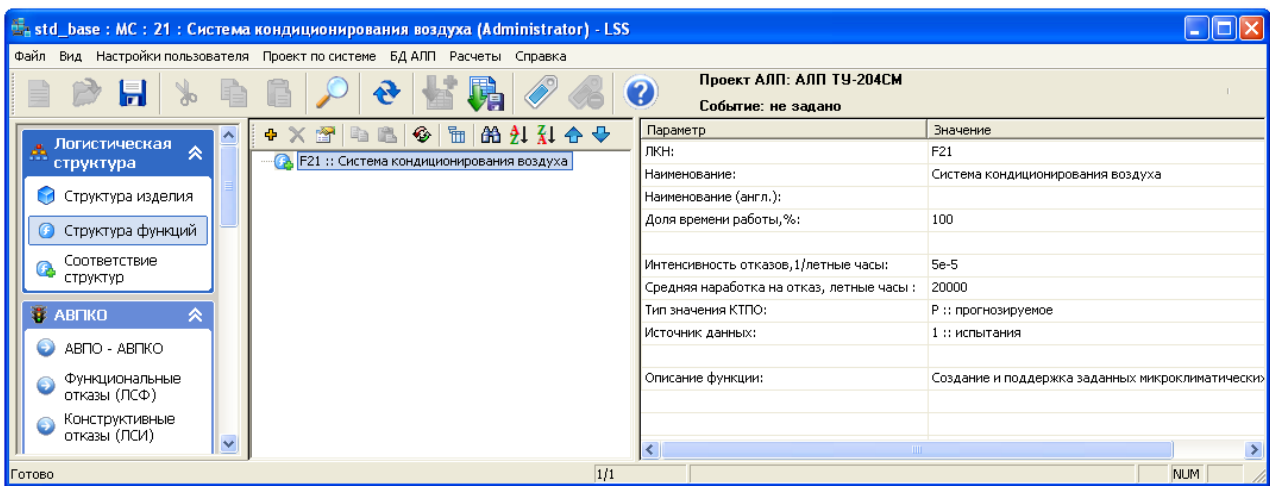 std_base : МС : 21 : Система кондиционирования воздуха (Administrator) - LSS
Файл Вид Настройки пользователя Проект по системе БД АЛП Расчеты Справка
Проект АЛП: АЛП ТУ-204СМ
Событие: не задано
Логистическая
структура
Структура изделия
Структура функций
Соответствие
структур
АВПКО
АВПО - АВПКО
Функциональные
отказы (ЛСФ)
Конструктивные
отказы (ЛСИ)
F21 :: Система кондиционирования воздуха
Параметр Значение
ЛКН: F21
Наименование: Система кондиционирования воздуха
Наименование (англ.):
Доля времени работы,%: 100
Интенсивность отказов,1/летные часы: 5e-5
Средняя наработка на отказ, летные часы : 20000
Тип значения КТПО: P :: прогнозируемое
Источник данных: 1 :: испытания
Описание функции: Создание и поддержка заданных микроклиматически
Готово 1/1 NUM